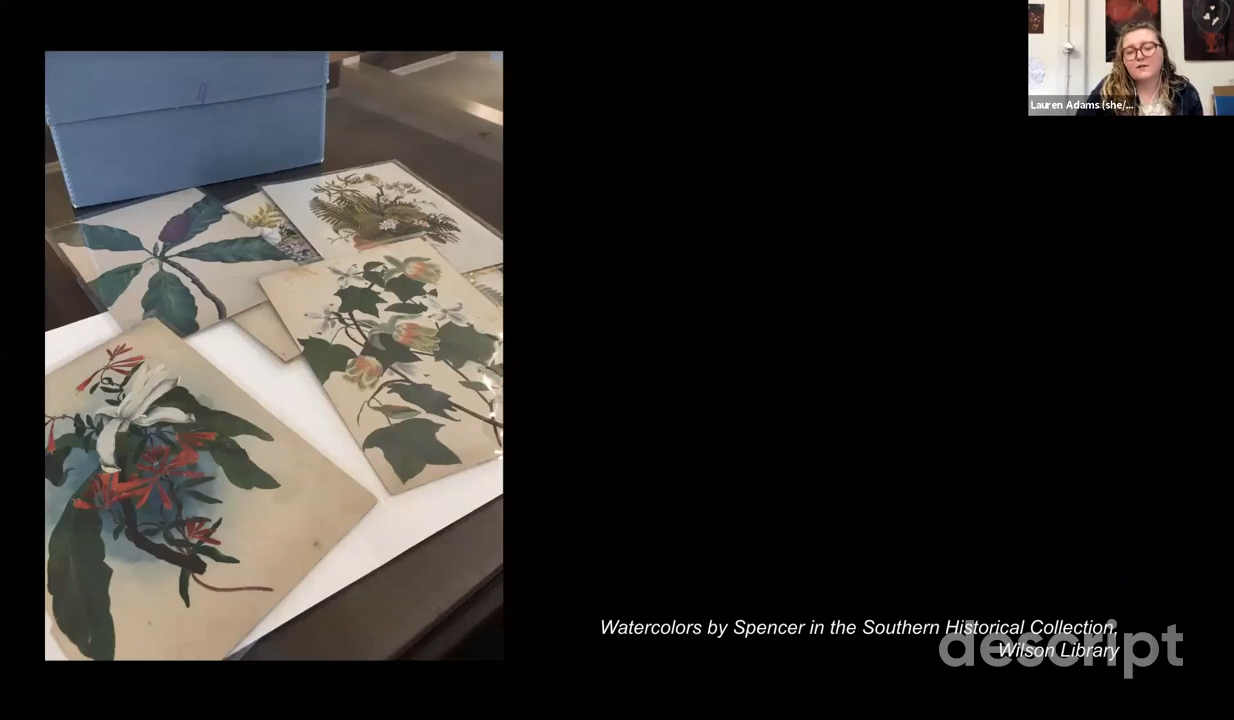 Lauren Adams (she/...
Watercolors by Spencer in the Southern Historical Collection,
Wilson Library
descript